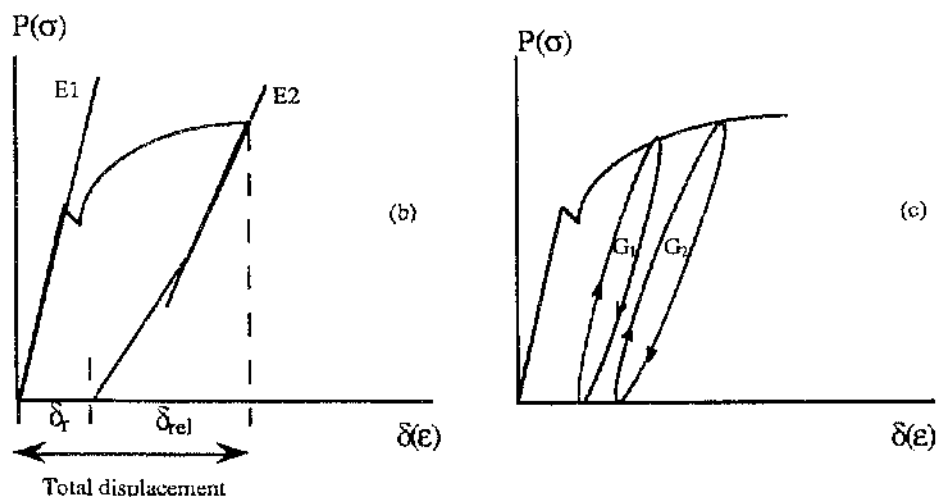 P(σ)
E1
E2
(b)
δr
δrel
δ(ε)
Total displacement
P(σ)
G1
G2
(c)
δ(ε)